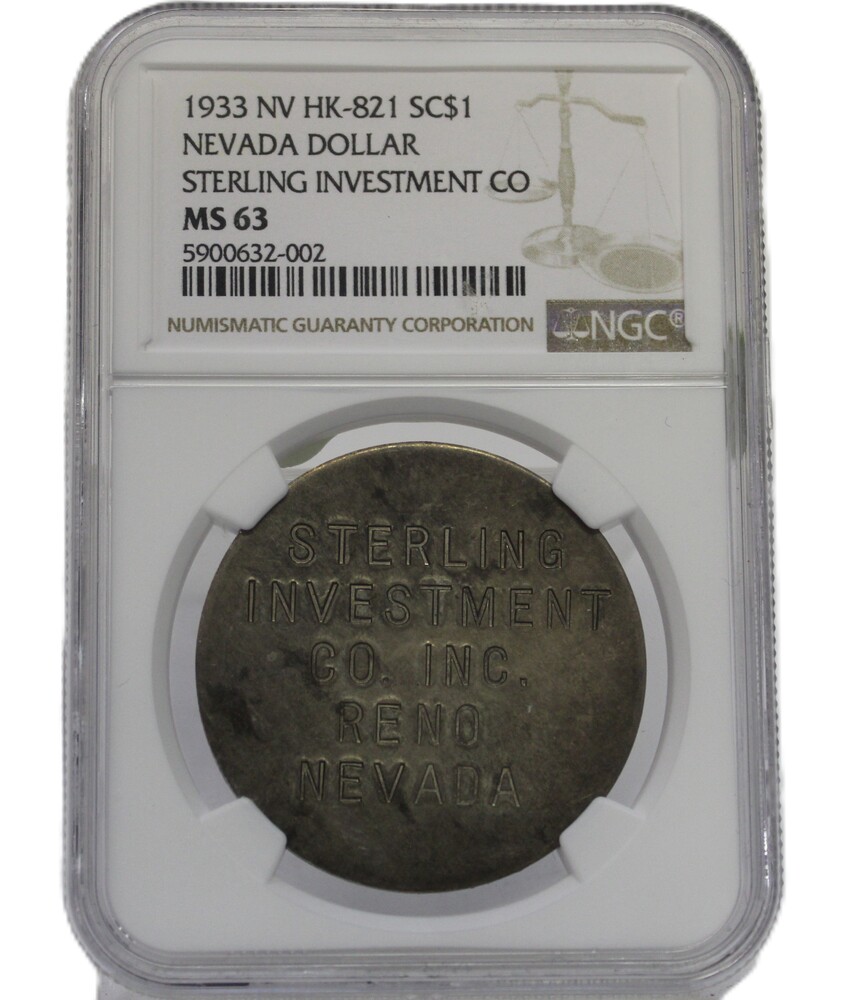 1933 NV HK-821 SC$1
NEVADA DOLLAR
STERLING INVESTMENT CO
MS 63
5900632-002
NUMISMATIC GUARANTY CORPORATION
NGC®
STERLING
INVESTMENT
CO. INC.
RENO
NEVADA